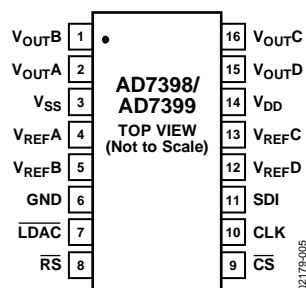 VOUTB 1 16 VOUTC
VOUTA 2 15 VOUTD
AD7398/
AD7399
VSS 3 14 VDD
TOP VIEW
(Not to Scale)
VREFA 4 13 VREFC
VREFB 5 12 VREFD
GND 6 11 SDI
LDAC 7 10 CLK
RS 8 9 CS
02179-005